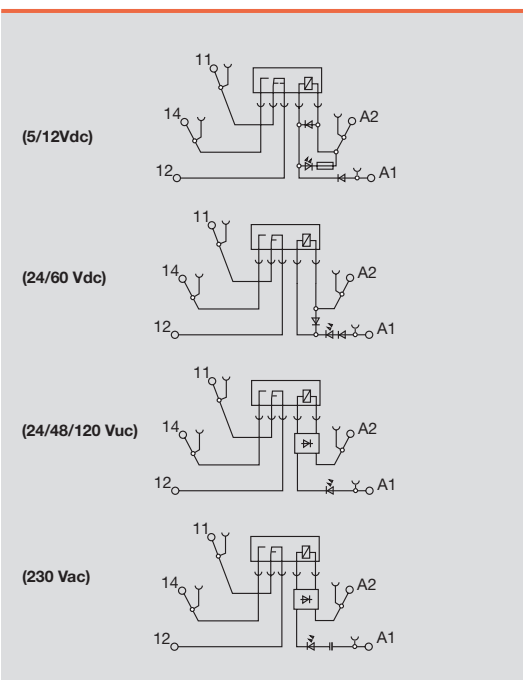 11
14
A2
(5/12Vdc)
12
A1
11
14
A2
(24/60 Vdc)
12
A1
11
14
A2
(24/48/120 Vuc)
12
A1
11
14
A2
(230 Vac)
12
A1